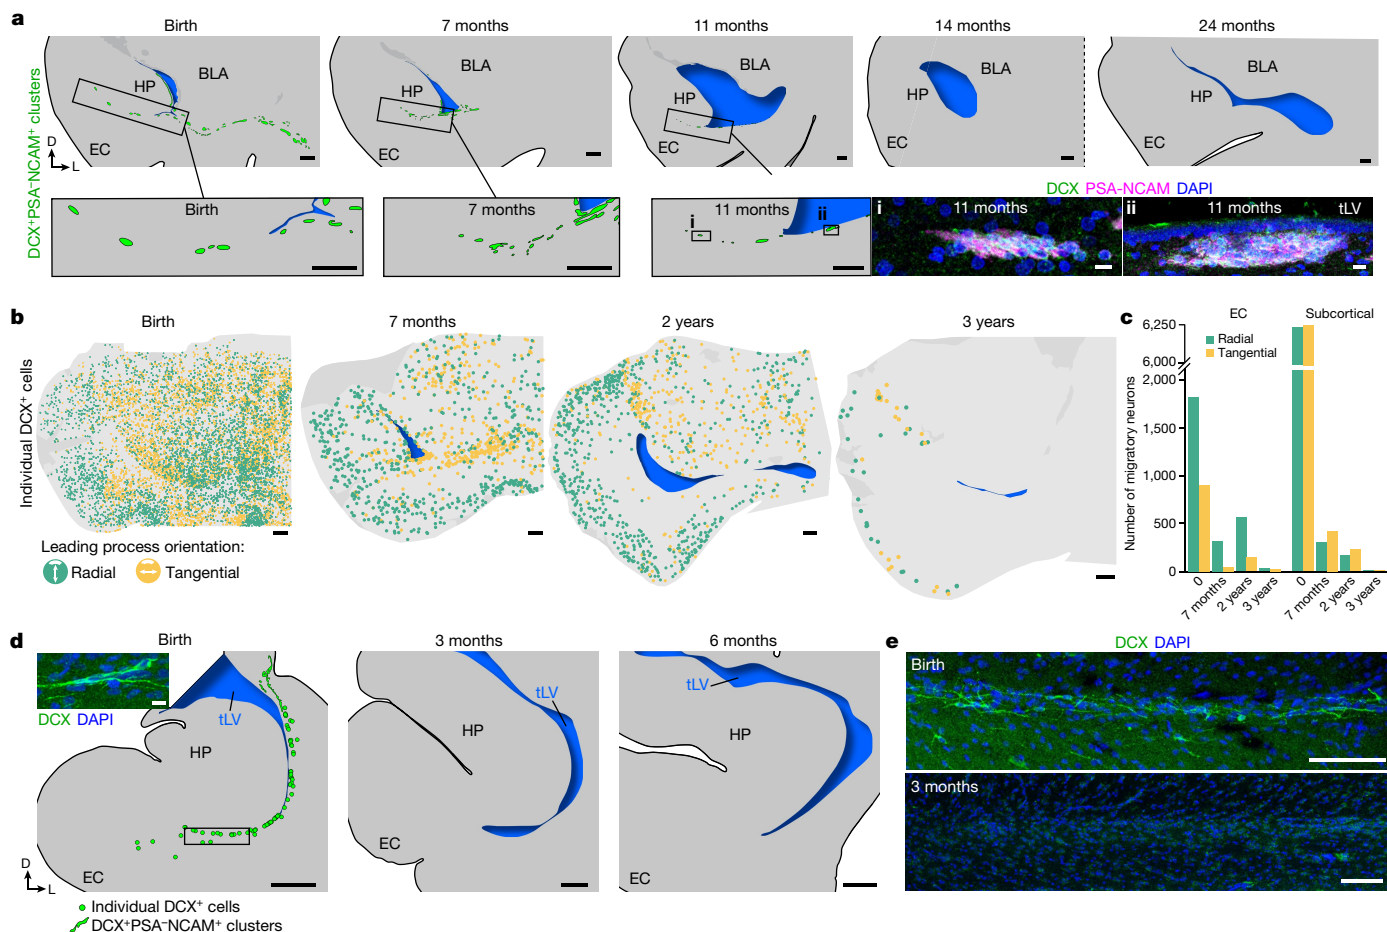 a
Birth
7 months
11 months
14 months
24 months
DCX⁺PSA-NCAM⁺ clusters
HP
BLA
EC
D
L
HP
BLA
HP
BLA
EC
HP
BLA
EC
HP
BLA
EC
Birth
7 months
11 months
i
ii
DCX PSA-NCAM DAPI
i
11 months
ii
11 months
tLV
b
Birth
7 months
2 years
3 years
Individual DCX⁺ cells
Leading process orientation:
Radial
Tangential
c
EC
Subcortical
Radial
Tangential
Number of migratory neurons
6,250
6,000
2,000
1,500
1,000
500
0
0
7 months
2 years
3 years
0
7 months
2 years
3 years
d
Birth
3 months
6 months
DCX DAPI
tLV
HP
EC
D
L
tLV
HP
EC
tLV
HP
EC
Individual DCX⁺ cells
DCX⁺PSA-NCAM⁺ clusters
e
DCX DAPI
Birth
3 months